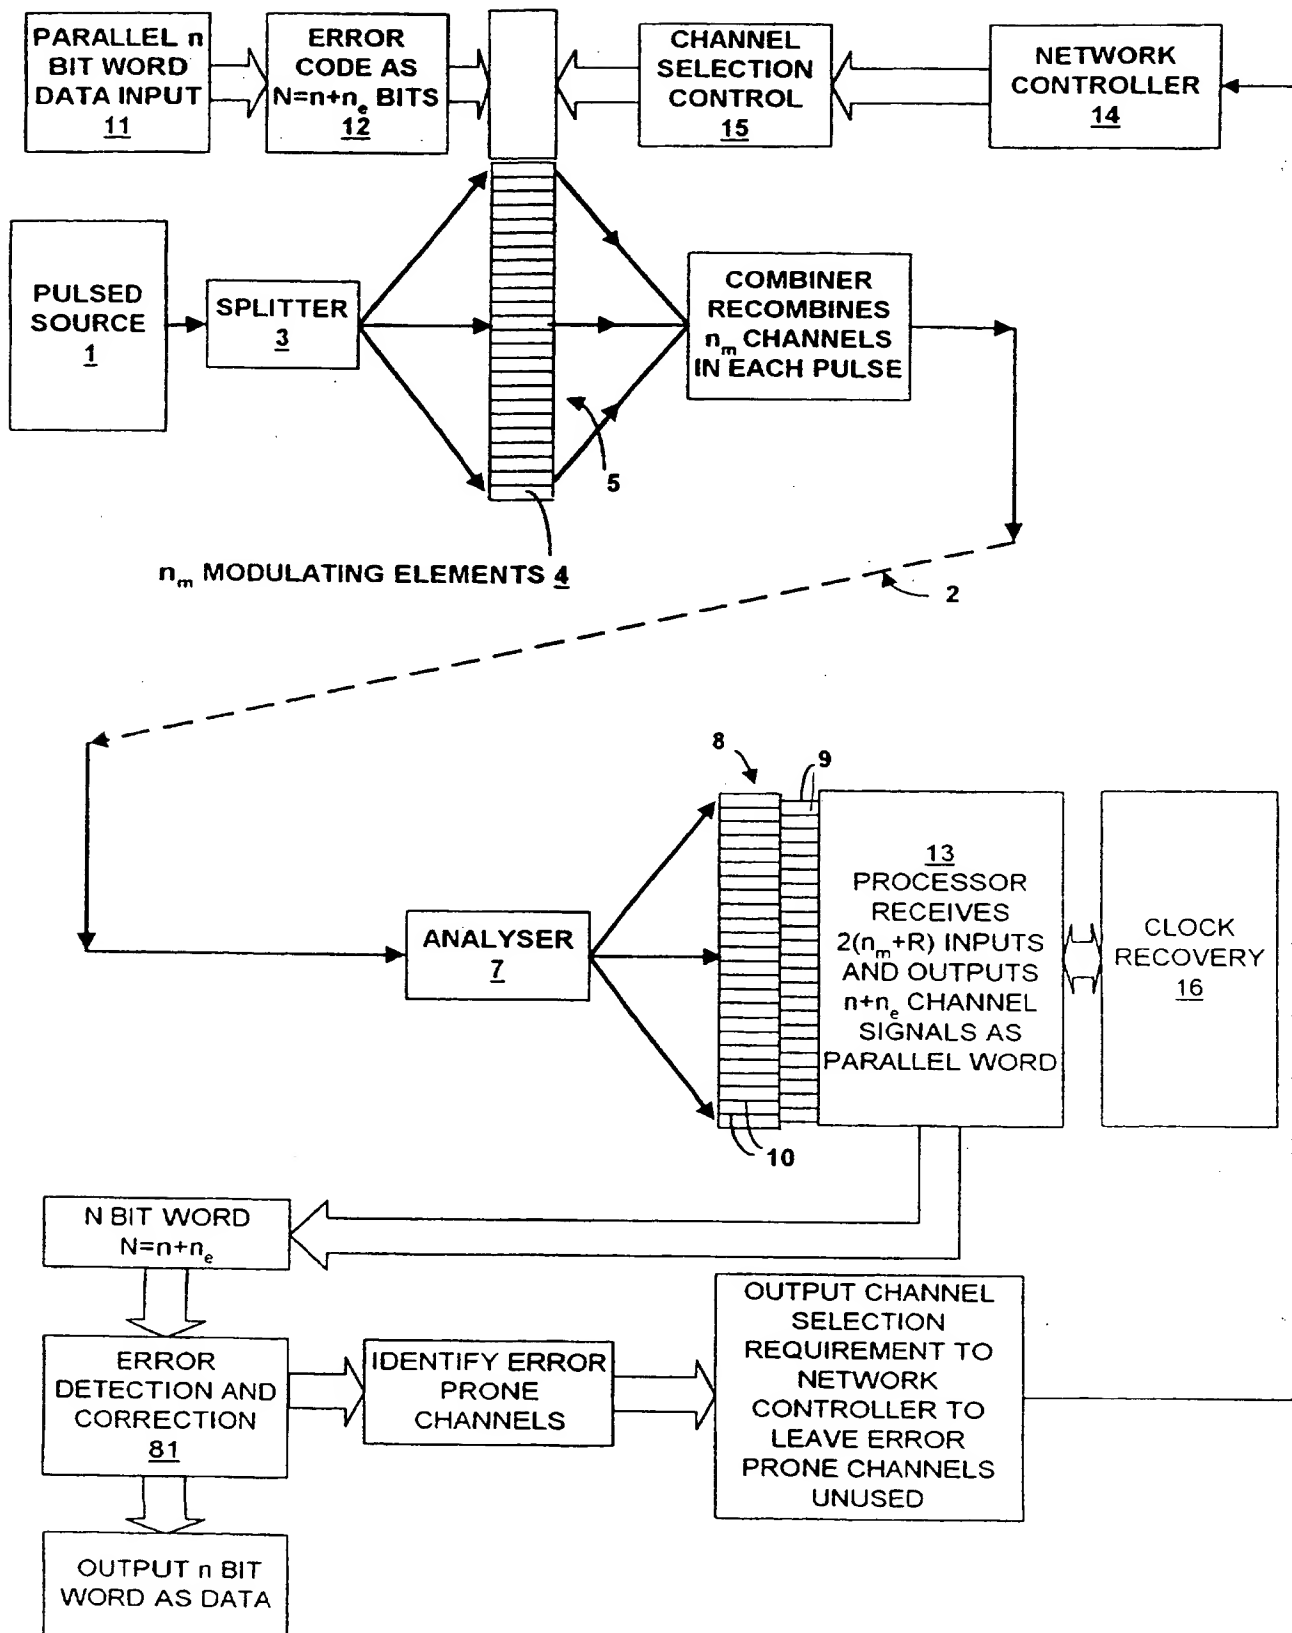 PARALLEL n
BIT WORD
DATA INPUT
11
ERROR
CODE AS
N=n+nₑ BITS
12
CHANNEL
SELECTION
CONTROL
15
NETWORK
CONTROLLER
14
PULSED
SOURCE
1
SPLITTER
3
COMBINER
RECOMBINES
nₘ CHANNELS
IN EACH PULSE
5
nₘ MODULATING ELEMENTS 4
2
8
9
ANALYSER
7
13
PROCESSOR
RECEIVES
2(nₘ+R) INPUTS
AND OUTPUTS
n+nₑ CHANNEL
SIGNALS AS
PARALLEL WORD
CLOCK
RECOVERY
16
10
N BIT WORD
N=n+nₑ
ERROR
DETECTION AND
CORRECTION
81
IDENTIFY ERROR
PRONE
CHANNELS
OUTPUT CHANNEL
SELECTION
REQUIREMENT TO
NETWORK
CONTROLLER TO
LEAVE ERROR
PRONE CHANNELS
UNUSED
OUTPUT n BIT
WORD AS DATA